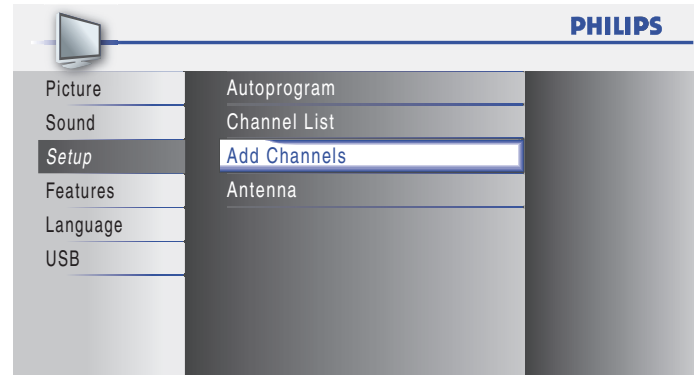 PHILIPS
Picture
Sound
Setup
Features
Language
USB
Autoprogram
Channel List
Add Channels
Antenna